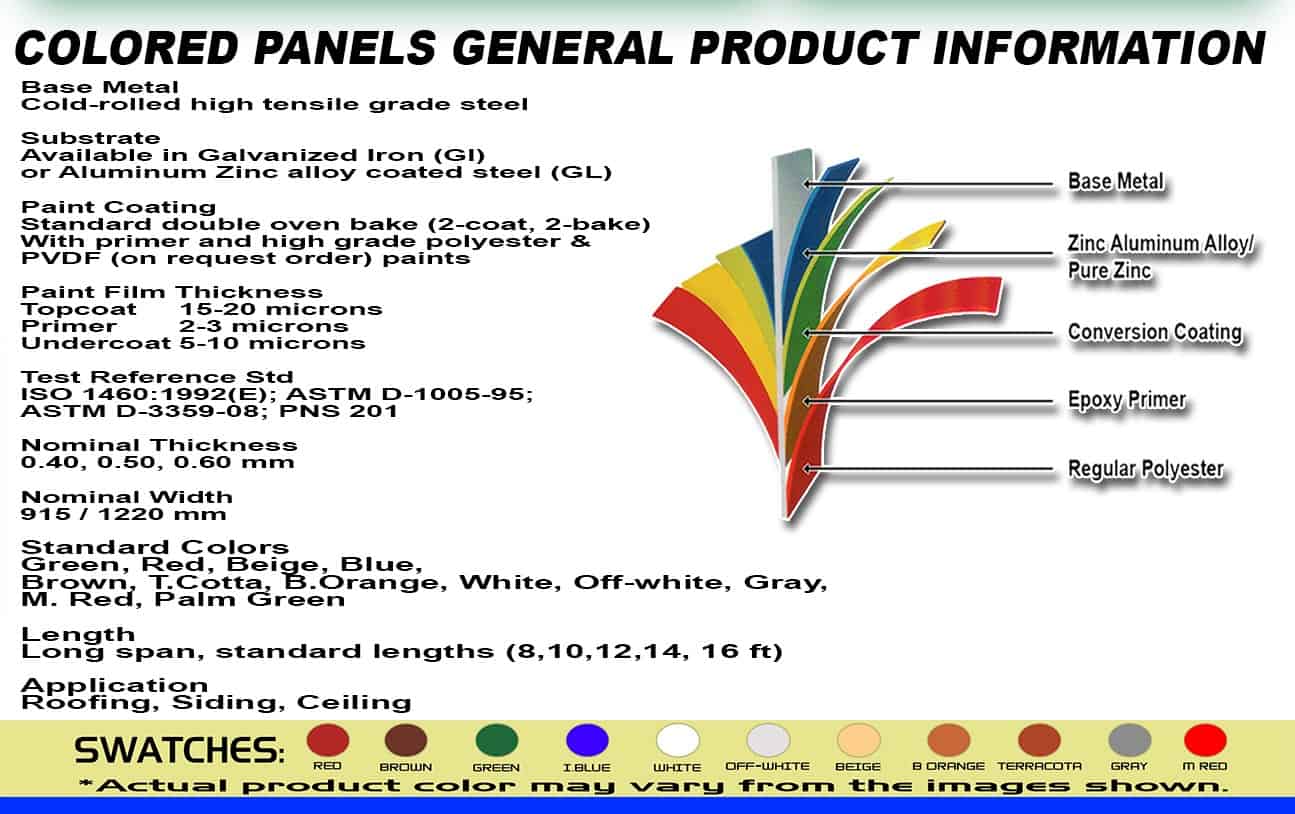 COLORED PANELS GENERAL PRODUCT INFORMATION
Base Metal
Cold-rolled high tensile grade steel
Substrate
Available in Galvanized Iron (GI)
or Aluminum Zinc alloy coated steel (GL)
Paint Coating
Standard double oven bake (2-coat, 2-bake)
With primer and high grade polyester &
PVDF (on request order) paints
Paint Film Thickness
Topcoat 15-20 microns
Primer 2-3 microns
Undercoat 5-10 microns
Test Reference Std
ISO 1460:1992(E); ASTM D-1005-95;
ASTM D-3359-08; PNS 201
Nominal Thickness
0.40, 0.50, 0.60 mm
Nominal Width
915 / 1220 mm
Standard Colors
Green, Red, Beige, Blue,
Brown, T.Cotta, B.Orange, White, Off-white, Gray,
M. Red, Palm Green
Length
Long span, standard lengths (8,10,12,14, 16 ft)
Application
Roofing, Siding, Ceiling
Base Metal
Zinc Aluminum Alloy/
Pure Zinc
Conversion Coating
Epoxy Primer
Regular Polyester
SWATCHES: RED BROWN GREEN I.BLUE WHITE OFF-WHITE BEIGE B ORANGE TERRACOTA GRAY M RED
*Actual product color may vary from the images shown.